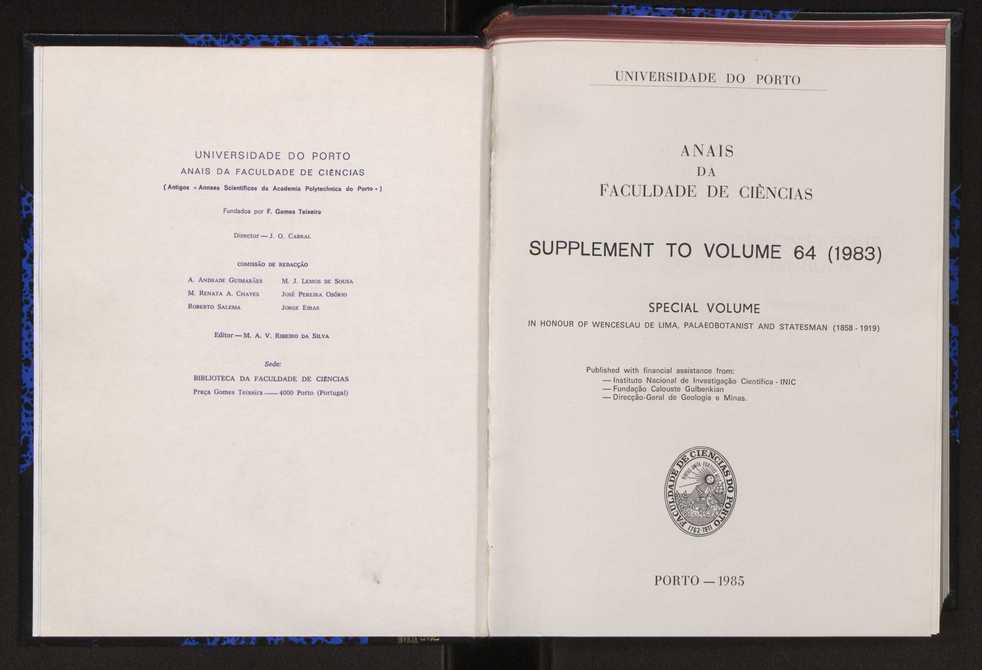 UNIVERSIDADE DO PORTO
ANAIS DA FACULDADE DE CIÊNCIAS
(Antigos «Annaes Scientificos da Academia Polytechnica do Porto»)
Fundados por F. Gomes Teixeira
Director — J. O. CABRAL
COMISSÃO DE REDACÇÃO
A. ANDRADE GUIMARÃES M. J. LEMOS DE SOUSA
M. RENATA A. CHAVES JOSÉ PEREIRA OSÓRIO
ROBERTO SALEMA JORGE EIRAS
Editor — M. A. V. RIBEIRO DA SILVA
Sede:
BIBLIOTECA DA FACULDADE DE CIÊNCIAS
Praça Gomes Teixeira — 4000 Porto (Portugal)
UNIVERSIDADE DO PORTO
ANAIS
DA
FACULDADE DE CIÊNCIAS
SUPPLEMENT TO VOLUME 64 (1983)
SPECIAL VOLUME
IN HONOUR OF WENCESLAU DE LIMA, PALAEOBOTANIST AND STATESMAN (1858 - 1919)
Published with financial assistance from:
— Instituto Nacional de Investigação Científica - INIC
— Fundação Calouste Gulbenkian
— Direcção-Geral de Geologia e Minas.
FACULDADE DE CIENCIAS DO PORTO
PORTO — 1985